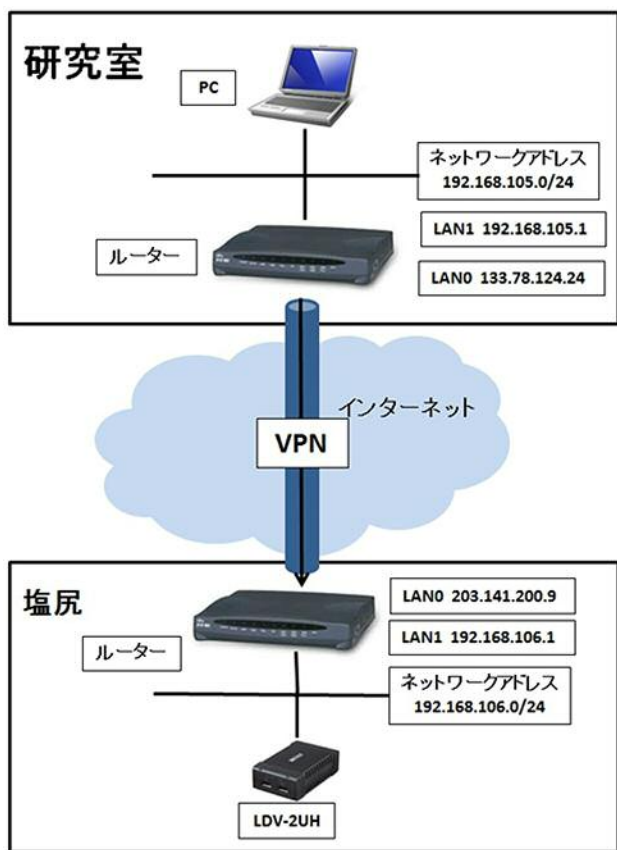 研究室
PC
ネットワークアドレス
192.168.105.0/24
LAN1 192.168.105.1
ルーター
LAN0 133.78.124.24
インターネット
VPN
塩尻
LAN0 203.141.200.9
LAN1 192.168.106.1
ルーター
ネットワークアドレス
192.168.106.0/24
LDV-2UH